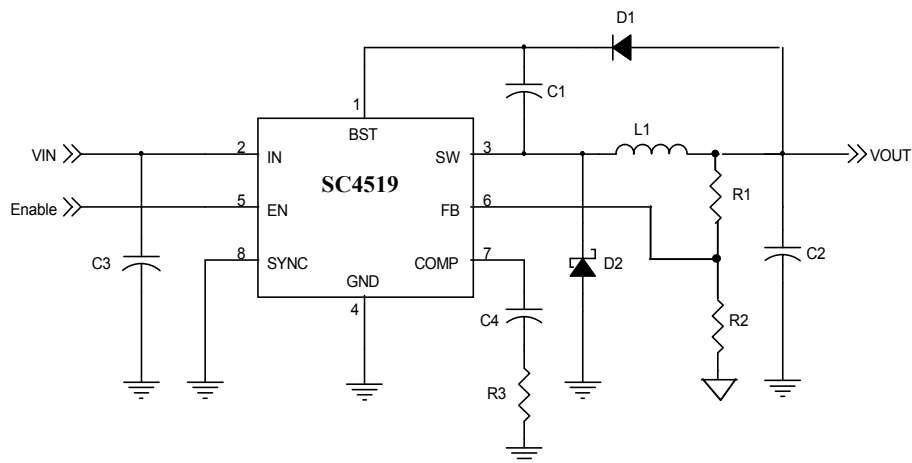 D1
C1
1
BST
L1
VIN
2
IN
SW
3
VOUT
SC4519
R1
Enable
5
EN
FB
6
8
SYNC
COMP
7
C3
D2
C2
GND
4
C4
R2
R3